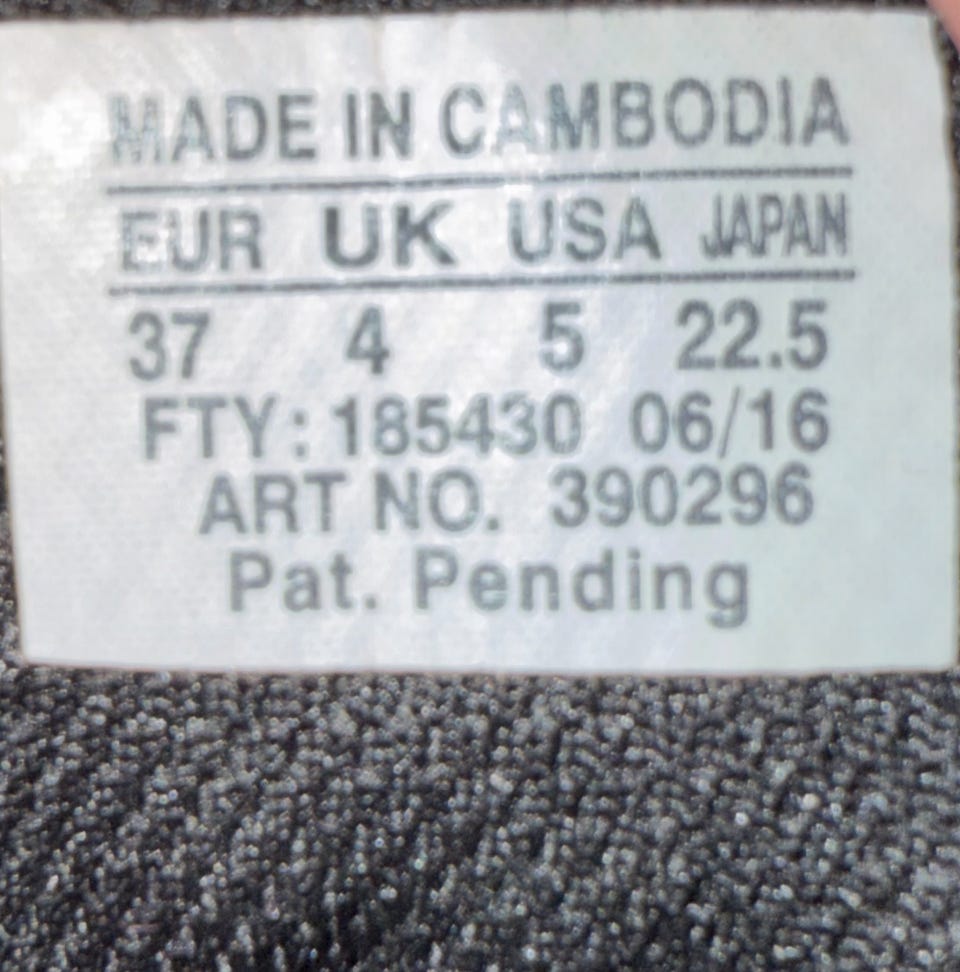 MADE IN CAMBODIA
EUR UK USA JAPAN
37 4 5 22.5
FTY: 185430 06/16
ART NO. 390296
Pat. Pending